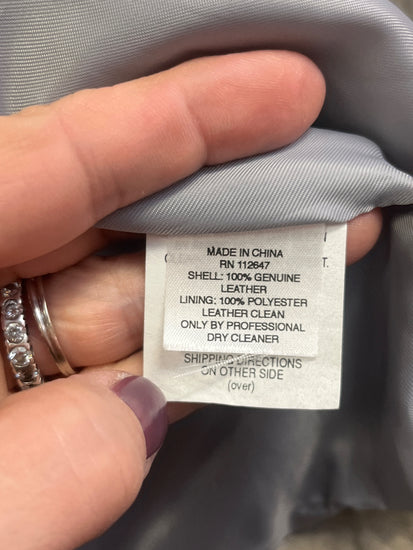 MADE IN CHINA
RN 112647
SHELL: 100% GENUINE
LEATHER
LINING: 100% POLYESTER
LEATHER CLEAN
ONLY BY PROFESSIONAL
DRY CLEANER
SHIPPING DIRECTIONS
ON OTHER SIDE
(over)